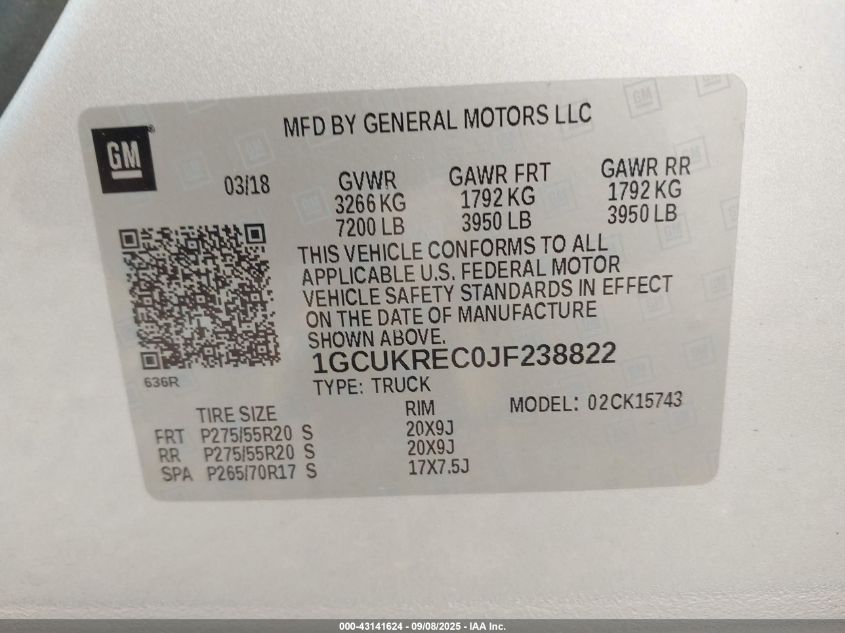 GM
MFD BY GENERAL MOTORS LLC
03/18
GVWR
3266 KG
7200 LB
GAWR FRT
1792 KG
3950 LB
GAWR RR
1792 KG
3950 LB
THIS VEHICLE CONFORMS TO ALL
APPLICABLE U.S. FEDERAL MOTOR
VEHICLE SAFETY STANDARDS IN EFFECT
ON THE DATE OF MANUFACTURE
SHOWN ABOVE.
636R
1GCUKREC0JF238822
TYPE: TRUCK
MODEL: 02CK15743
TIRE SIZE RIM
FRT P275/55R20 S 20X9J
RR P275/55R20 S 20X9J
SPA P265/70R17 S 17X7.5J
000-43141624 - 09/08/2025 - IAA Inc.